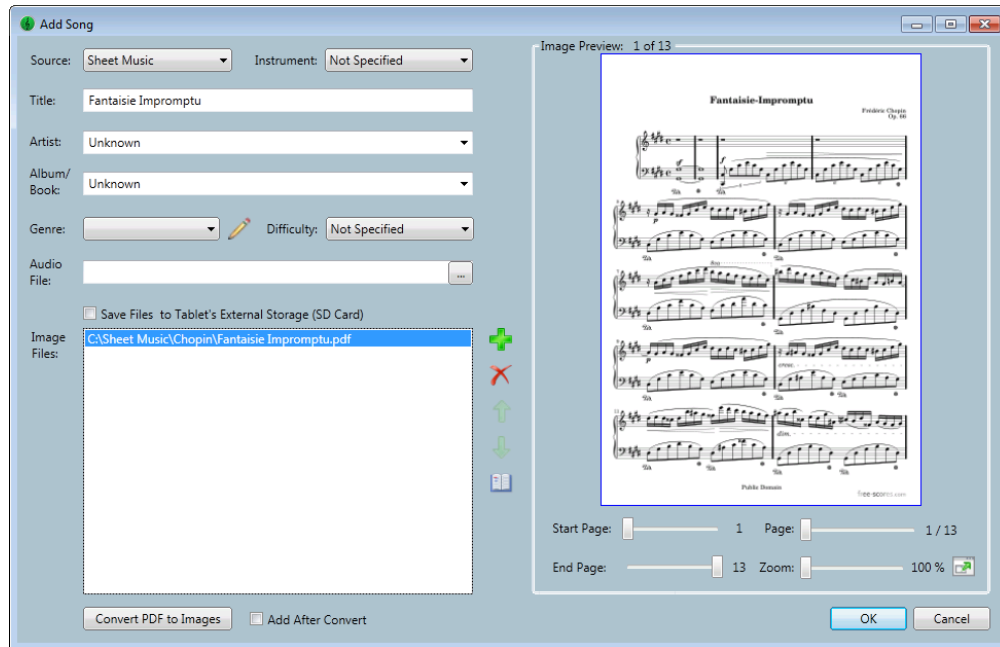 Add Song
Source: Sheet Music Instrument: Not Specified
Title: Fantaisie Impromptu
Artist: Unknown
Album/
Book: Unknown
Genre: Difficulty: Not Specified
Audio
File: ...
Save Files to Tablet's External Storage (SD Card)
Image
Files:
C:\Sheet Music\Chopin\Fantaisie Impromptu.pdf
Convert PDF to Images Add After Convert
Image Preview: 1 of 13
Fantaisie-Impromptu
Frédéric Chopin
Op. 66
cresc.
dim.
Public Domain
free-scores.com
Start Page: 1 Page: 1 / 13
End Page: 13 Zoom: 100 %
OK Cancel